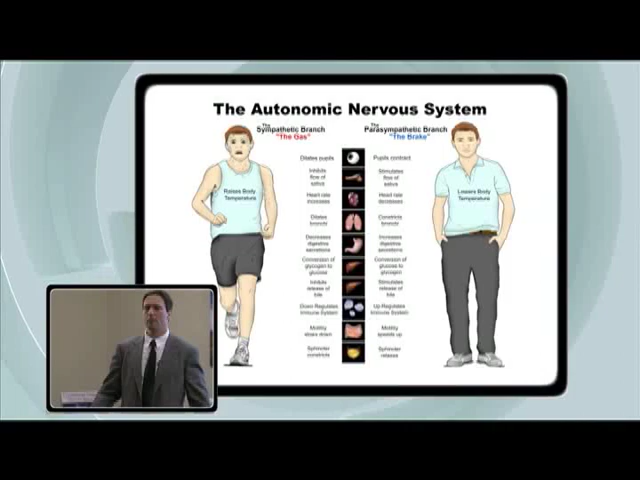 The Autonomic Nervous System
The
Sympathetic Branch
"The Gas"
The
Parasympathetic Branch
"The Brake"
Raises Body
Temperature
Lowers Body
Temperature
Dilates pupils
Pupils contract
Inhibits
flow of
saliva
Stimulates
flow of
saliva
Heart rate
increases
Heart rate
decreases
Dilates
bronchi
Constricts
bronchi
Decreases
digestive
secretions
Increases
digestive
secretions
Conversion of
glycogen to
glucose
Conversion of
glucose to
glycogen
Inhibits
release of
bile
Stimulates
release of
bile
Down Regulates
Immune System
Up Regulates
Immune System
Motility
slows down
Motility
speeds up
Sphincter
constricts
Sphincter
relaxes